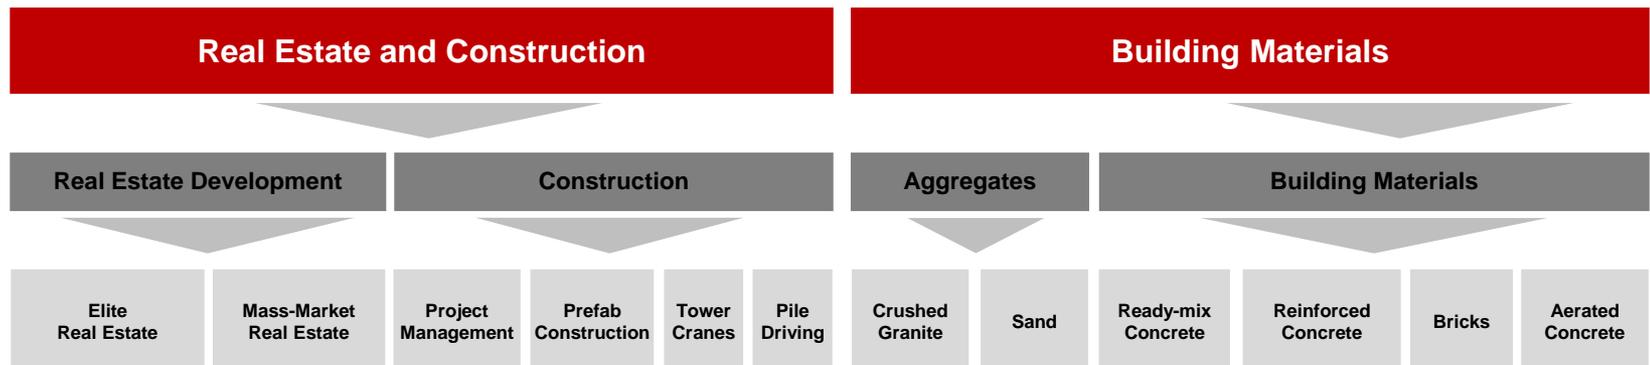 Real Estate and Construction
Building Materials
Real Estate Development
Construction
Aggregates
Building Materials
Elite
Real Estate
Mass-Market
Real Estate
Project
Management
Prefab
Construction
Tower
Cranes
Pile
Driving
Crushed
Granite
Sand
Ready-mix
Concrete
Reinforced
Concrete
Bricks
Aerated
Concrete